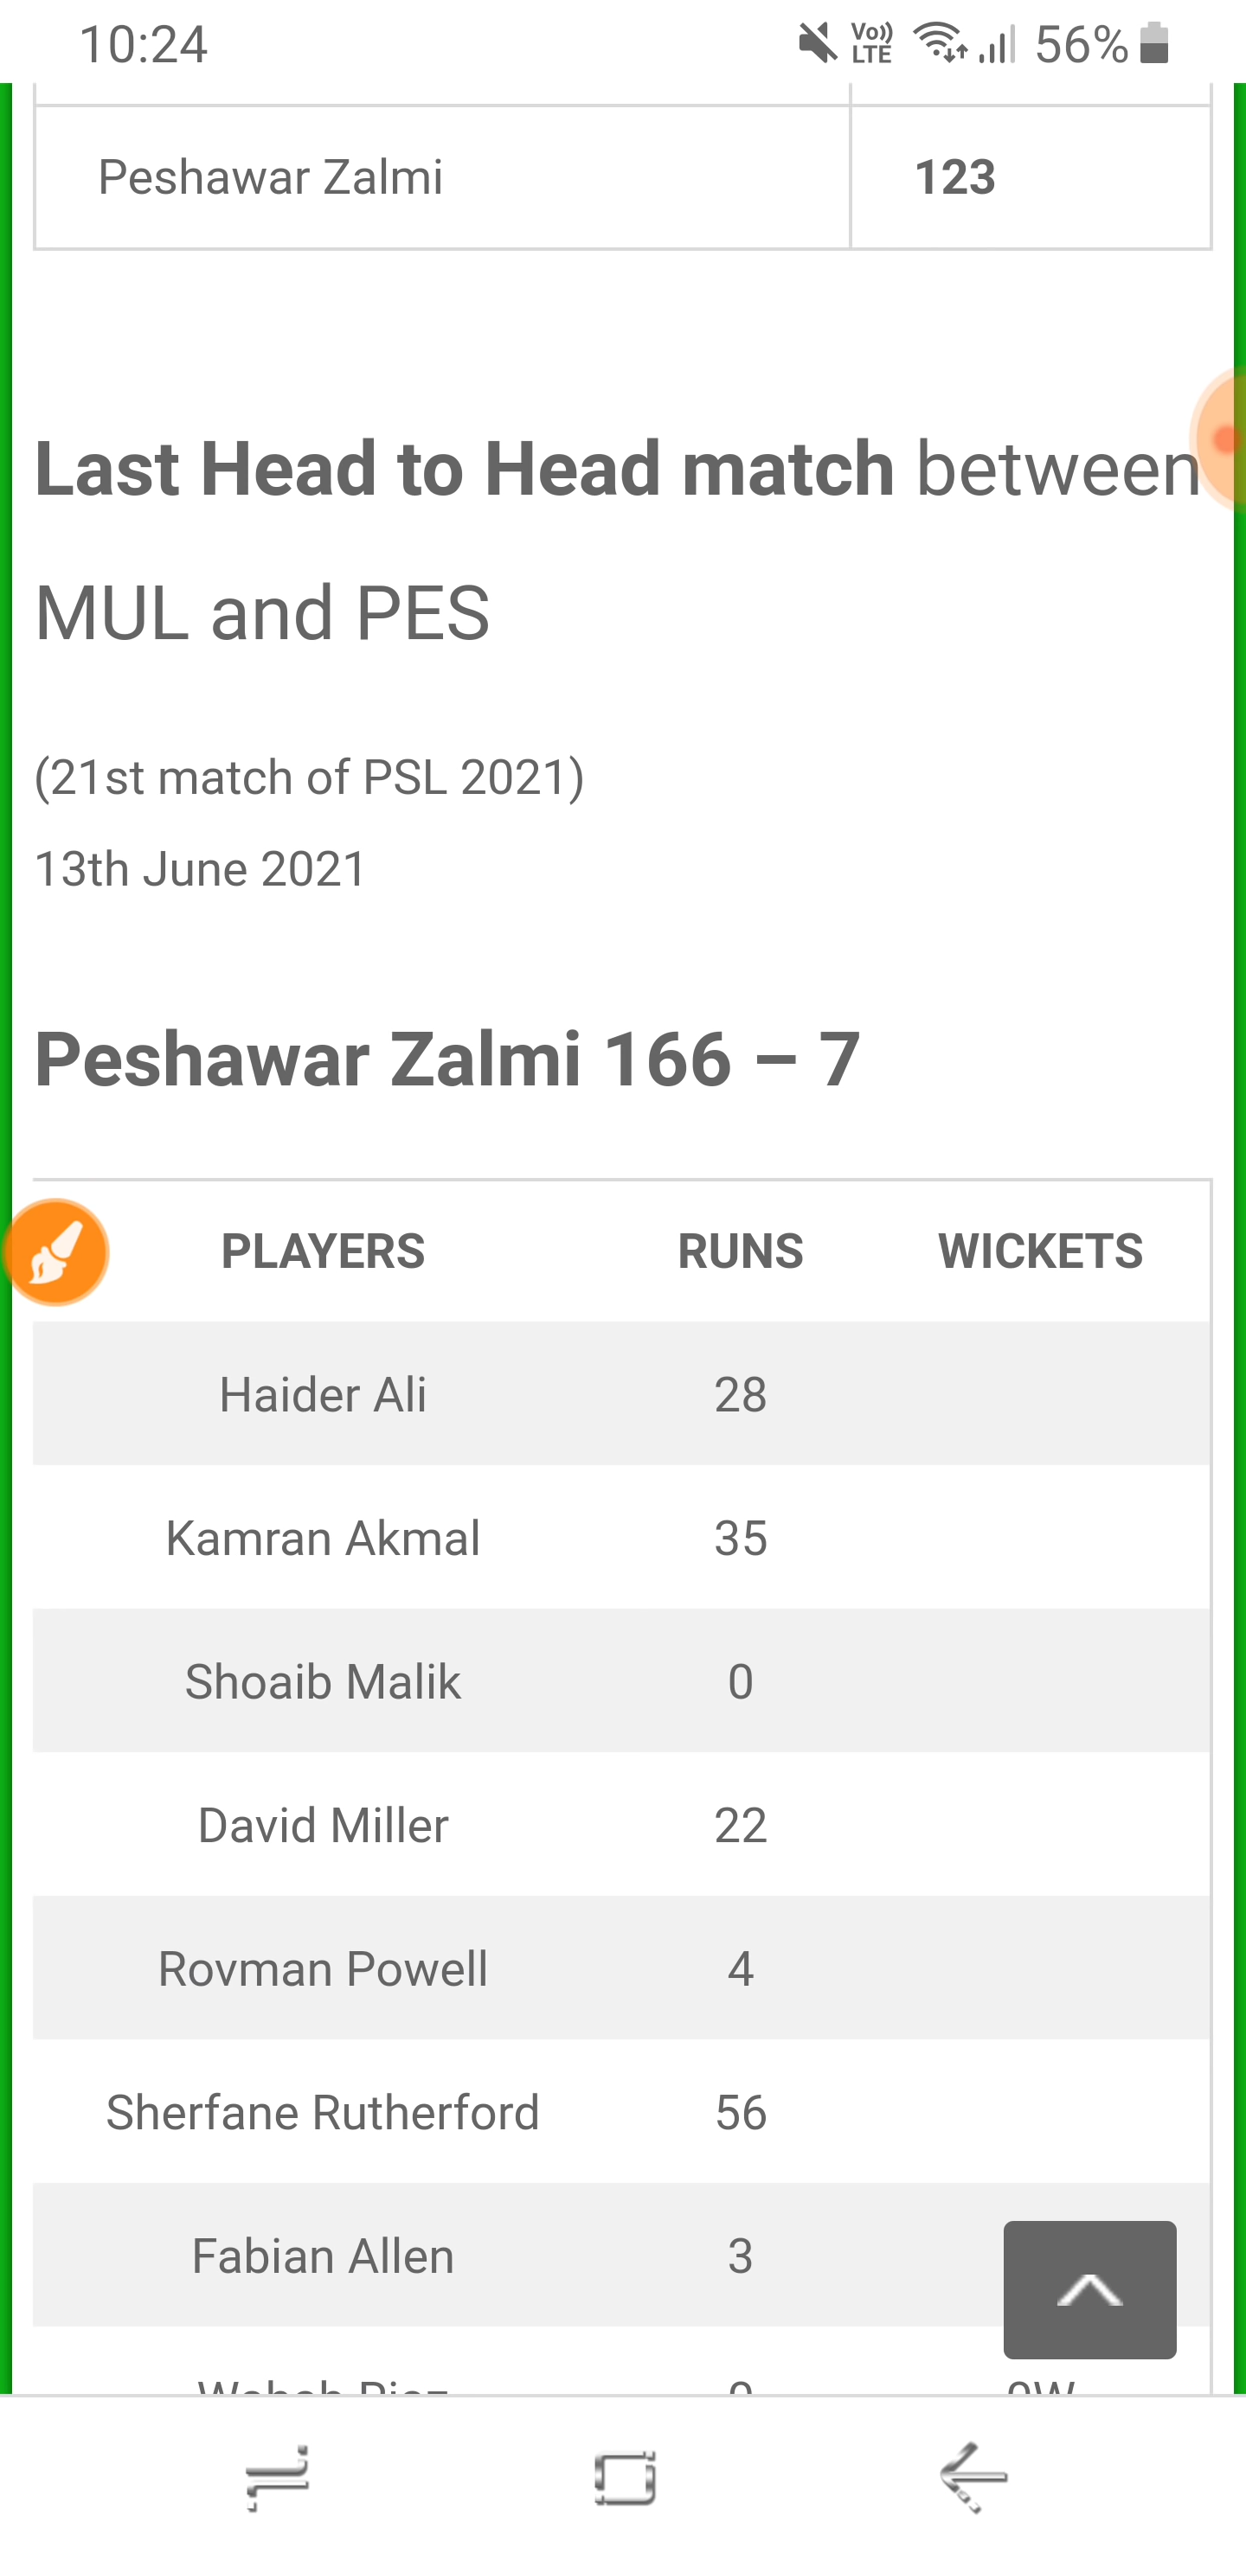 10:24 Vo)) LTE 56%
Peshawar Zalmi 123
Last Head to Head match between
MUL and PES
(21st match of PSL 2021)
13th June 2021
Peshawar Zalmi 166 – 7
PLAYERS RUNS WICKETS
Haider Ali 28
Kamran Akmal 35
Shoaib Malik 0
David Miller 22
Rovman Powell 4
Sherfane Rutherford 56
Fabian Allen 3